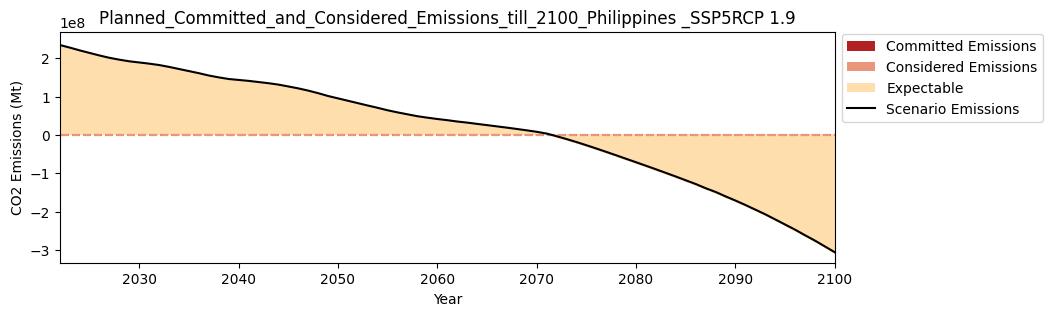 Planned_Committed_and_Considered_Emissions_till_2100_Philippines _SSP5RCP 1.9
1e8
2
1
0
−1
−2
−3
CO2 Emissions (Mt)
2030 2040 2050 2060 2070 2080 2090 2100
Year
Committed Emissions
Considered Emissions
Expectable
Scenario Emissions